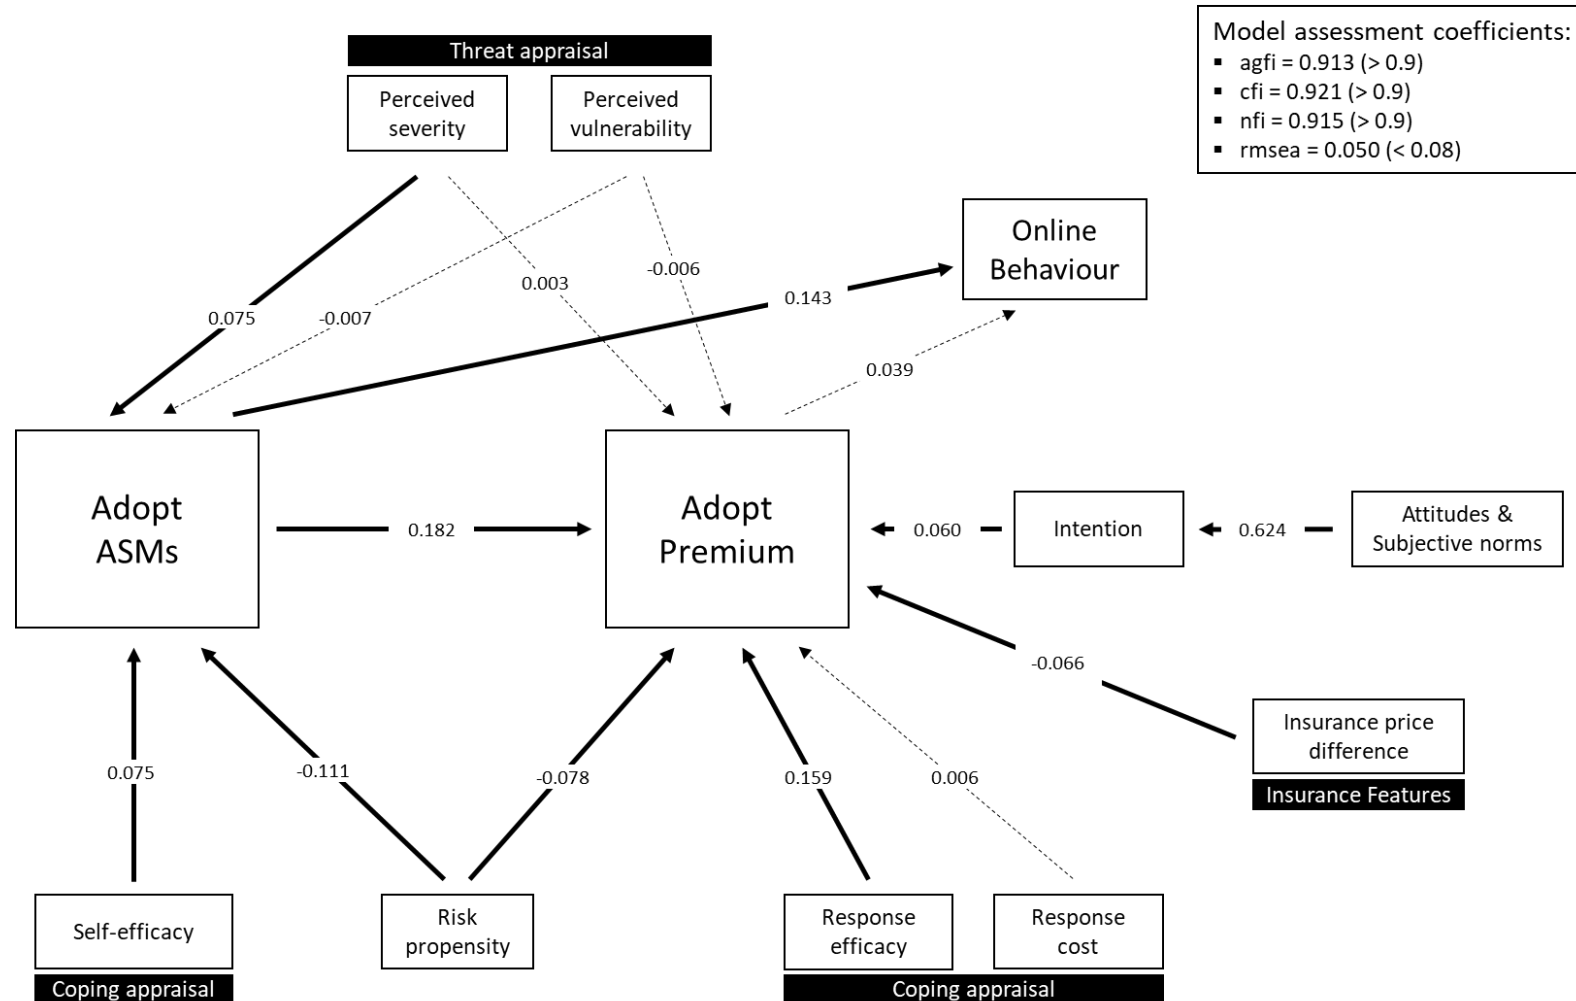 Model assessment coefficients:
▪ agfi = 0.913 (> 0.9)
▪ cfi = 0.921 (> 0.9)
▪ nfi = 0.915 (> 0.9)
▪ rmsea = 0.050 (< 0.08)
Threat appraisal
Perceived
severity
Perceived
vulnerability
Online
Behaviour
0.075
-0.007
0.003
-0.006
0.143
0.039
Adopt
ASMs
0.182
Adopt
Premium
0.060
Intention
0.624
Attitudes &
Subjective norms
-0.066
Insurance price
difference
Insurance Features
0.075
-0.111
-0.078
0.159
0.006
Self-efficacy
Coping appraisal
Risk
propensity
Response
efficacy
Response
cost
Coping appraisal